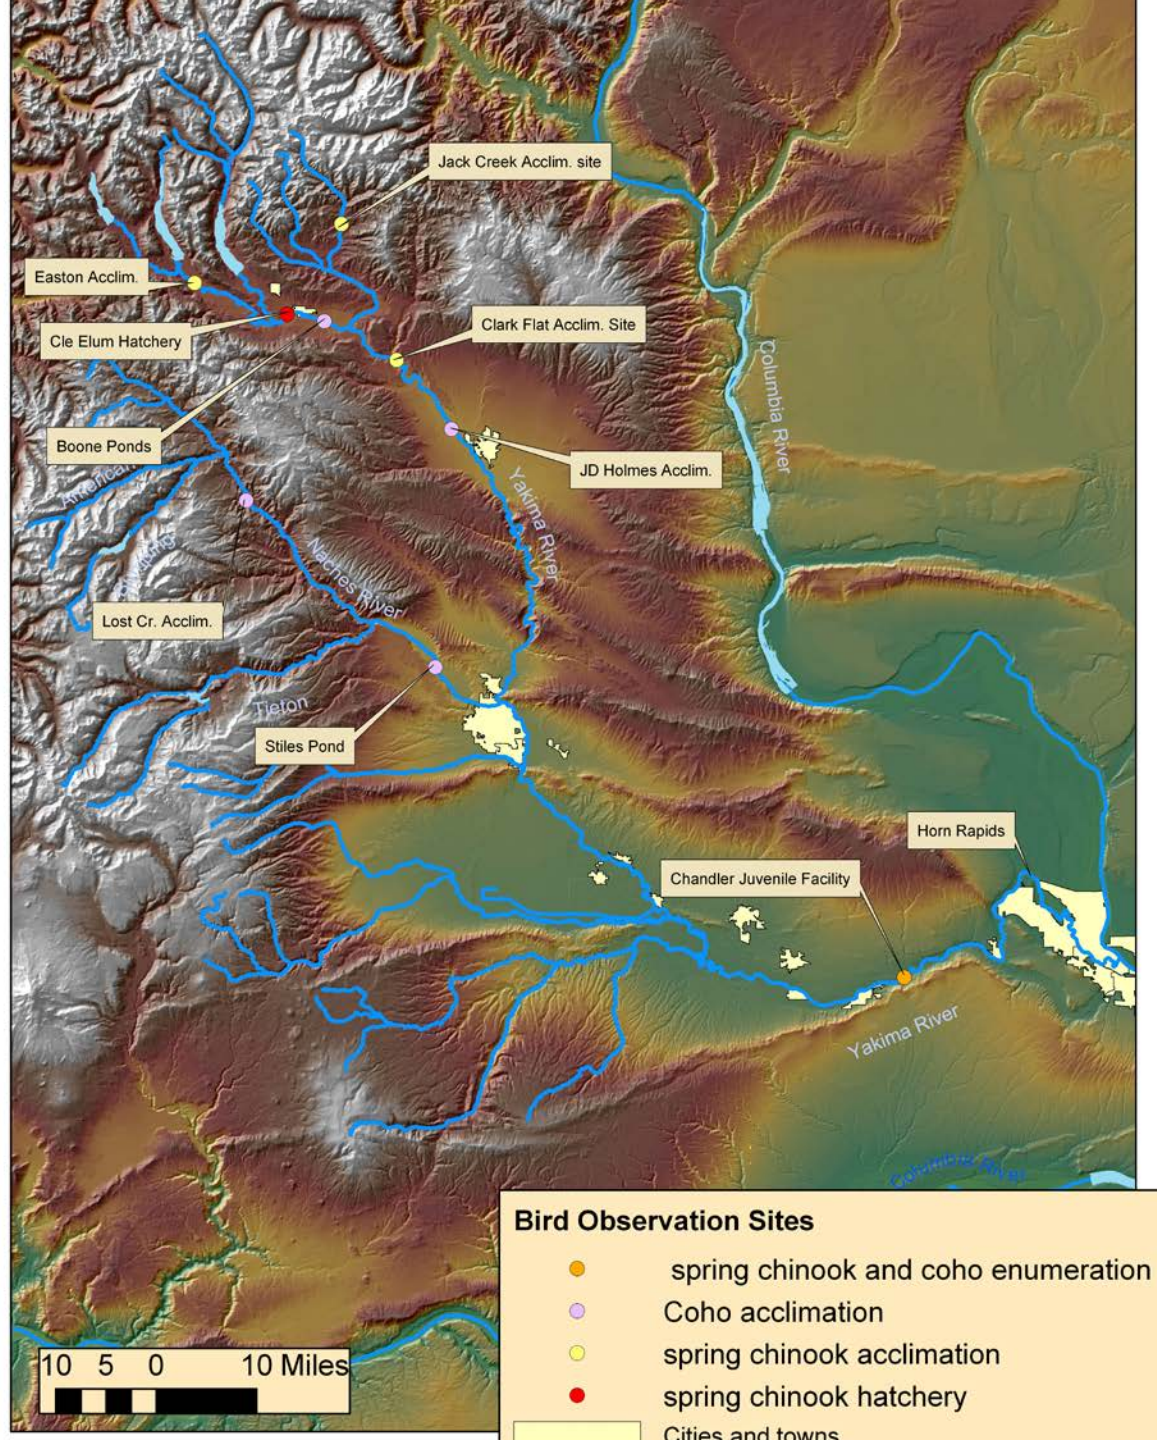 Jack Creek Acclim. site
Easton Acclim.
Cle Elum Hatchery
Clark Flat Acclim. Site
Columbia River
Boone Ponds
JD Holmes Acclim.
American
Yakima River
Naches River
Lost Cr. Acclim.
Tieton
Stiles Pond
Horn Rapids
Chandler Juvenile Facility
Yakima River
Columbia River
Bird Observation Sites
spring chinook and coho enumeration
Coho acclimation
spring chinook acclimation
spring chinook hatchery
Cities and towns
10 5 0 10 Miles